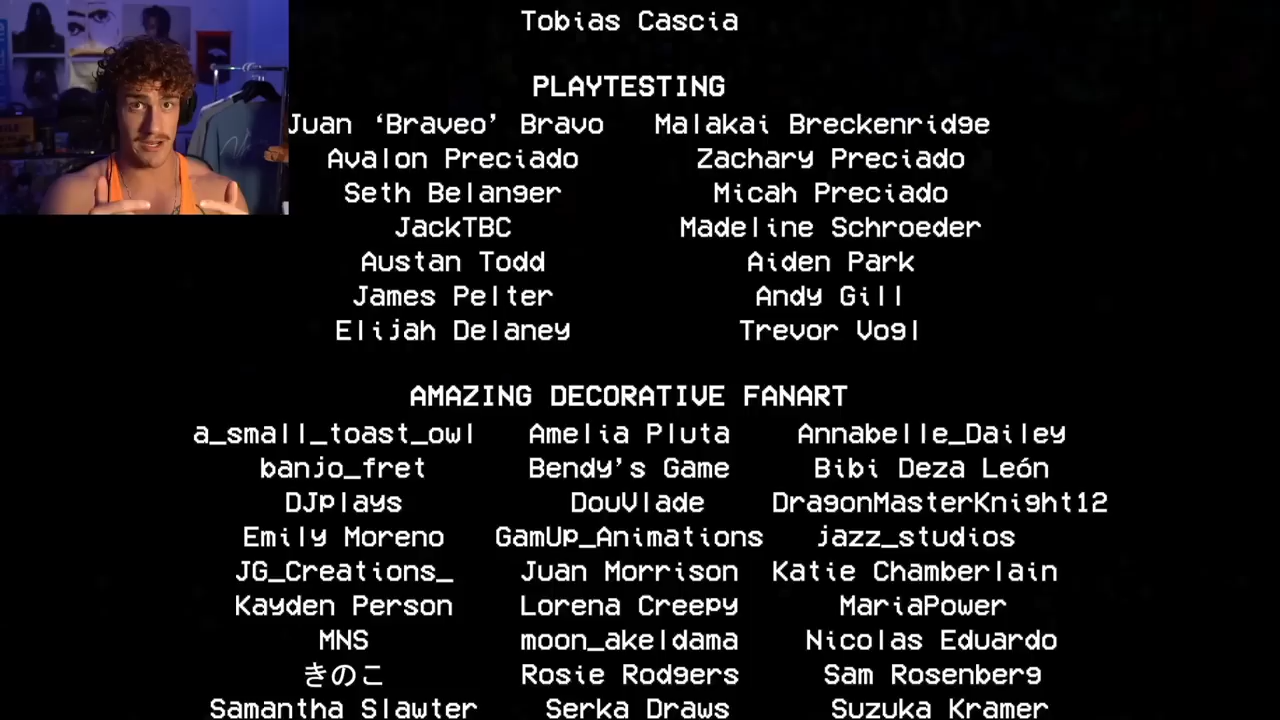 Tobias Cascia
PLAYTESTING
Juan ‘Braveo’ Bravo Malakai Breckenridge
Avalon Preciado Zachary Preciado
Seth Belanger Micah Preciado
JackTBC Madeline Schroeder
Austan Todd Aiden Park
James Pelter Andy Gill
Elijah Delaney Trevor Vogl
AMAZING DECORATIVE FANART
a_small_toast_owl Amelia Pluta Annabelle_Dailey
banjo_fret Bendy’s Game Bibi Deza León
DJplays DouVlade DragonMasterKnight12
Emily Moreno GamUp_Animations jazz_studios
JG_Creations_ Juan Morrison Katie Chamberlain
Kayden Person Lorena Creepy MariaPower
MNS moon_akeldama Nicolas Eduardo
きのこ Rosie Rodgers Sam Rosenberg
Samantha Slawter Serka Draws Suzuka Kramer